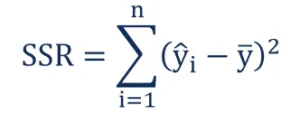 n
SSR = ∑(ŷᵢ − ȳ)²
i=1